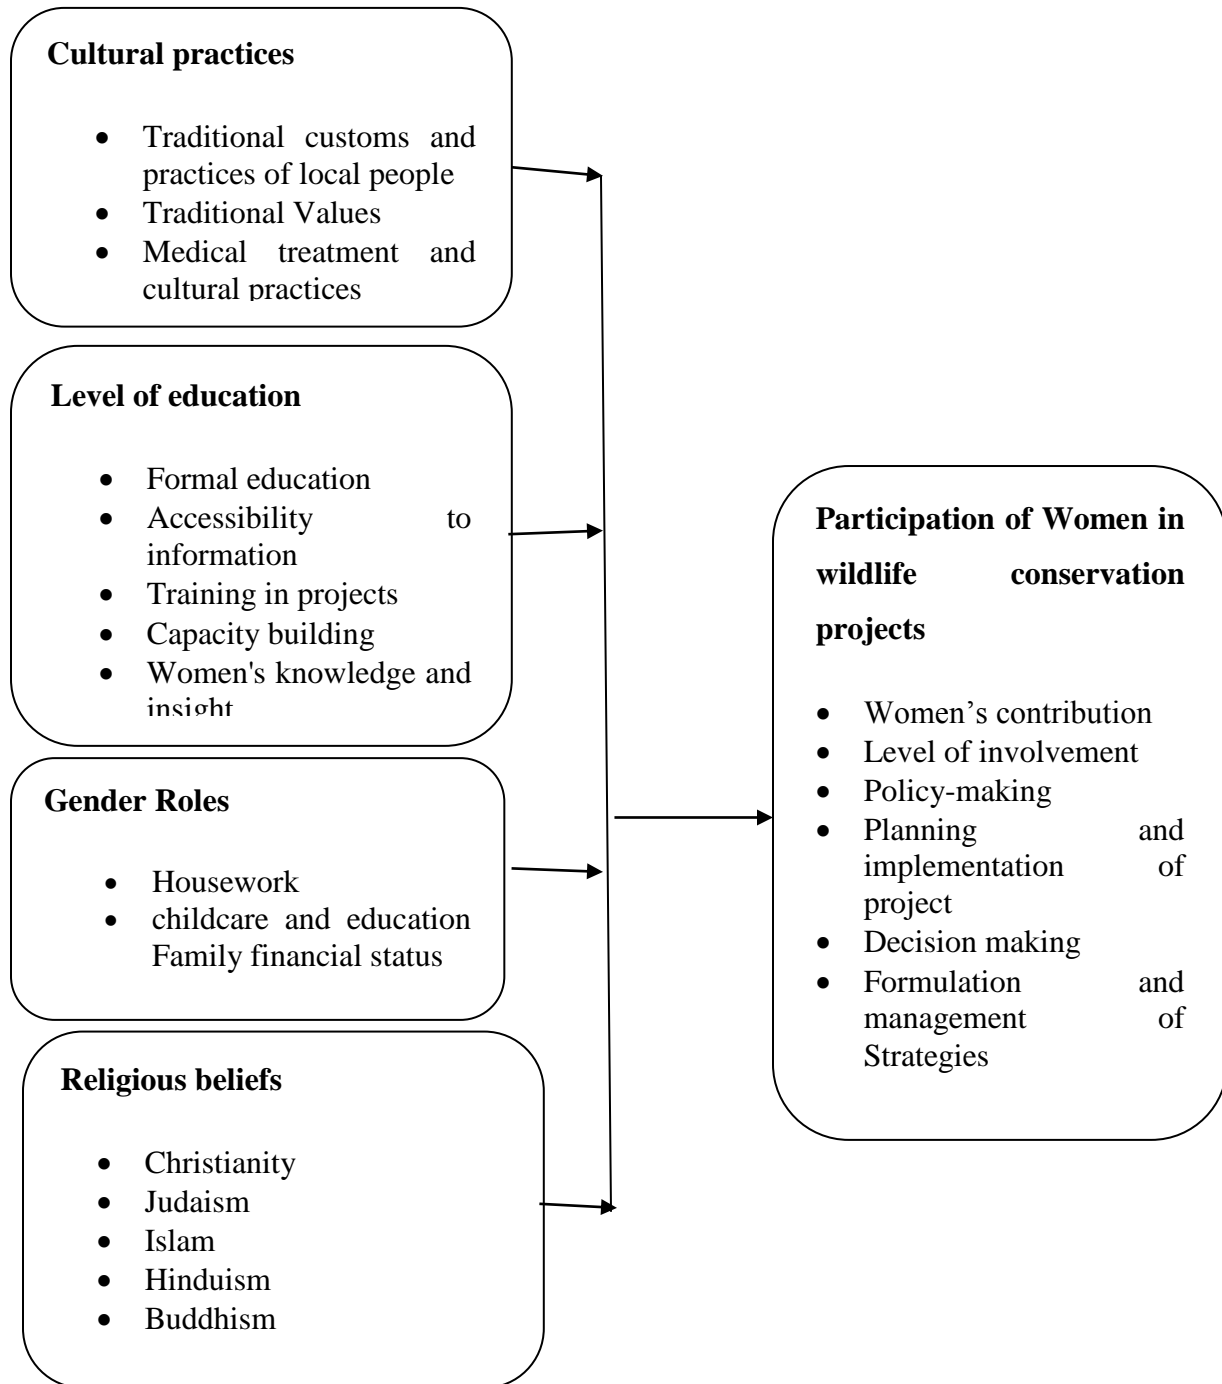 Cultural practices
• Traditional customs and
practices of local people
• Traditional Values
• Medical treatment and
cultural practices
Level of education
• Formal education
• Accessibility to
information
• Training in projects
• Capacity building
• Women's knowledge and
insight
Gender Roles
• Housework
• childcare and education
Family financial status
Religious beliefs
• Christianity
• Judaism
• Islam
• Hinduism
• Buddhism
Participation of Women in
wildlife conservation
projects
• Women’s contribution
• Level of involvement
• Policy-making
• Planning and
implementation of
project
• Decision making
• Formulation and
management of
Strategies